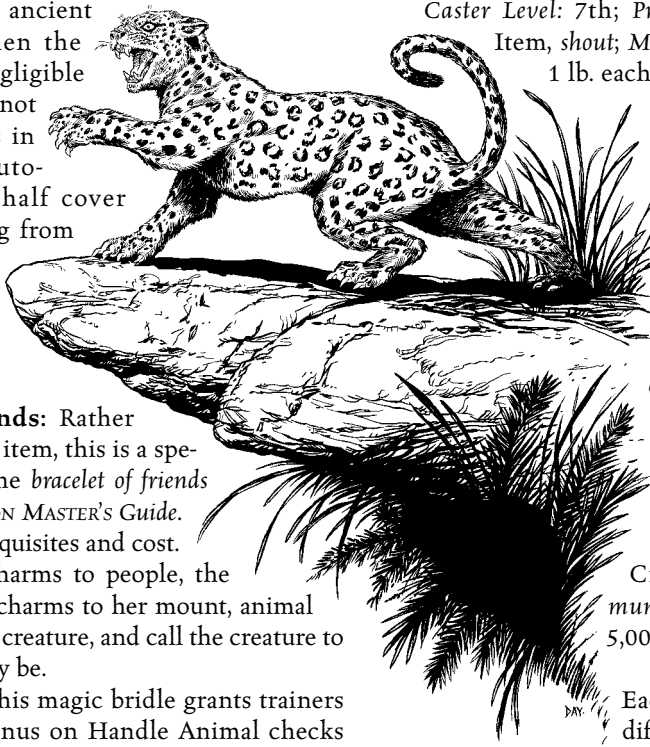 ancient
en the
gligible
not
in
uto-
half cover
g from
nds: Rather
item, this is a spe-
ne bracelet of friends
ON MASTER'S Guide.
quisites and cost.
harms to people, the
charms to her mount, animal
creature, and call the creature to
y be.
his magic bridle grants trainers
nus on Handle Animal checks
Caster Level: 7th; Pr
Item, shout; M
1 lb. each
C
mun
5,00
Ea
dif
DAY.